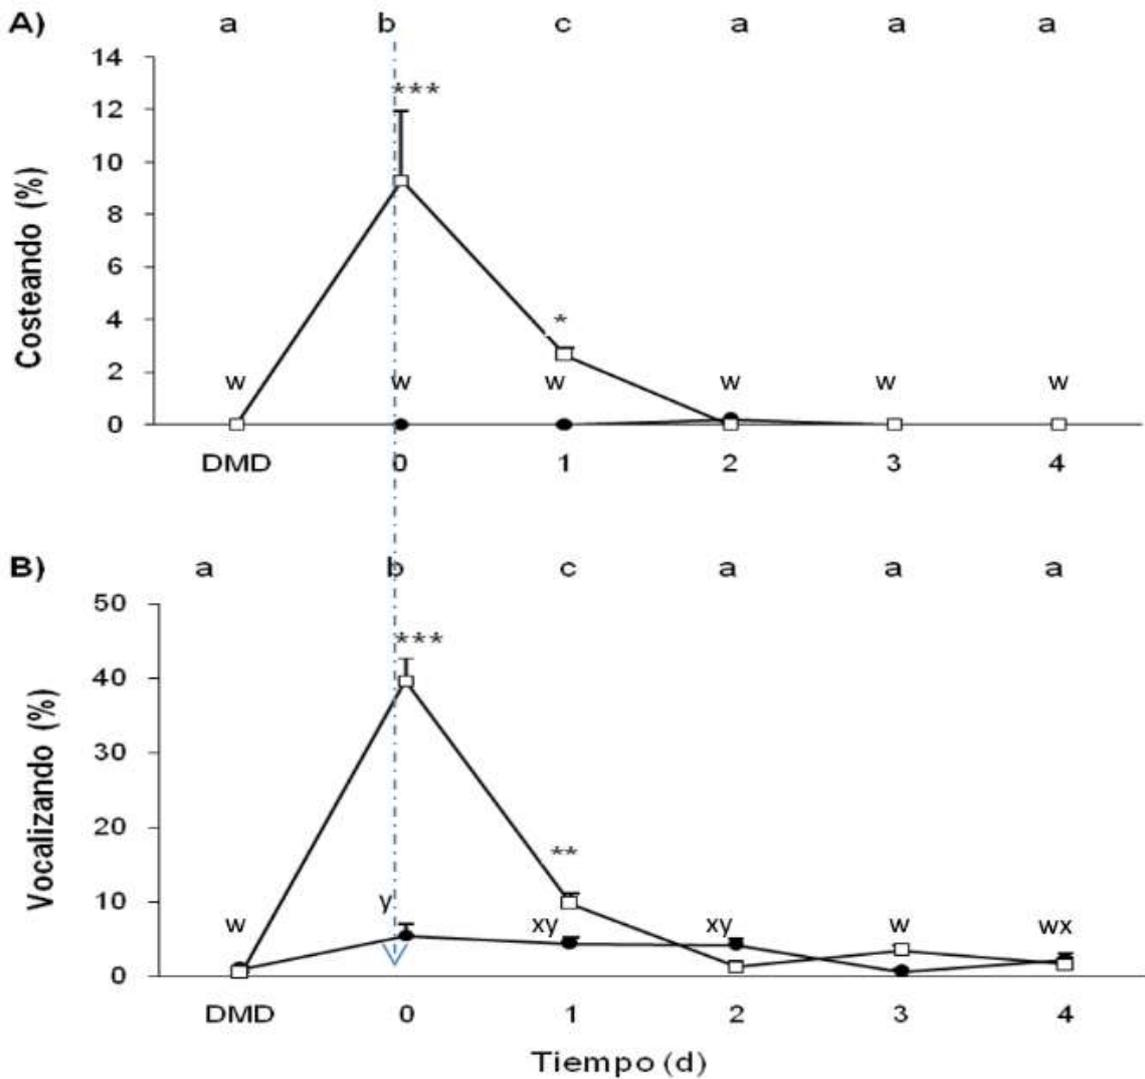 A) a b c a a a
14
***
12
10
8
6
4
*
2
w w w w w w
0
DMD 0 1 2 3 4
Costeando (%)
B) a b c a a a
50
***
40
30
20
**
10
w y xy xy w wx
0
DMD 0 1 2 3 4
Vocalizando (%)
Tiempo (d)